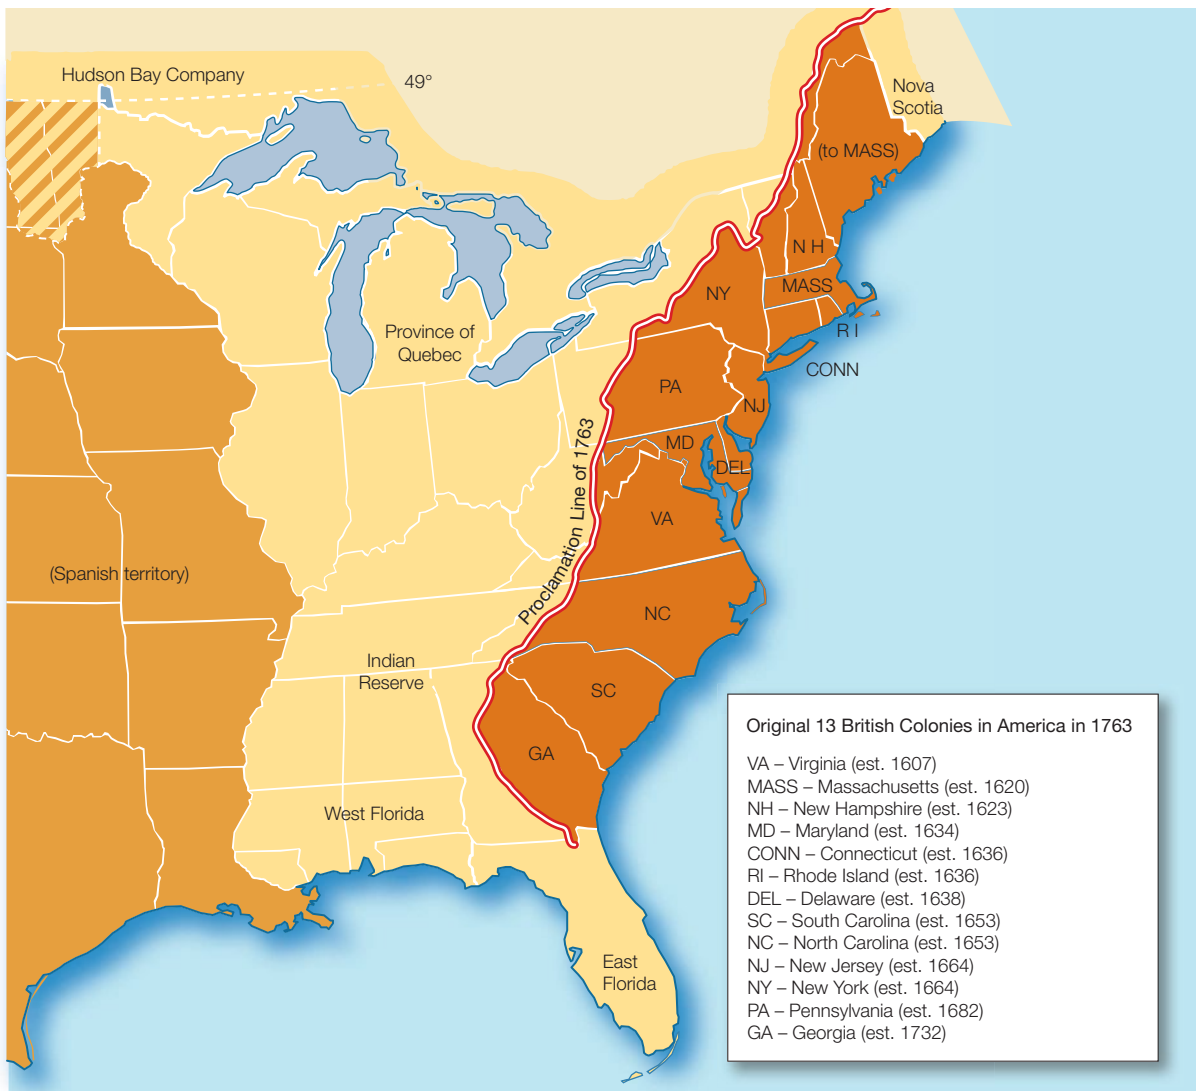 Hudson Bay Company
49°
Nova
Scotia
(to MASS)
N H
MASS
NY
R I
CONN
Province of
Quebec
PA
NJ
MD
DEL
Proclamation Line of 1763
VA
(Spanish territory)
NC
Indian
Reserve
SC
GA
West Florida
East
Florida
Original 13 British Colonies in America in 1763
VA – Virginia (est. 1607)
MASS – Massachusetts (est. 1620)
NH – New Hampshire (est. 1623)
MD – Maryland (est. 1634)
CONN – Connecticut (est. 1636)
RI – Rhode Island (est. 1636)
DEL – Delaware (est. 1638)
SC – South Carolina (est. 1653)
NC – North Carolina (est. 1653)
NJ – New Jersey (est. 1664)
NY – New York (est. 1664)
PA – Pennsylvania (est. 1682)
GA – Georgia (est. 1732)